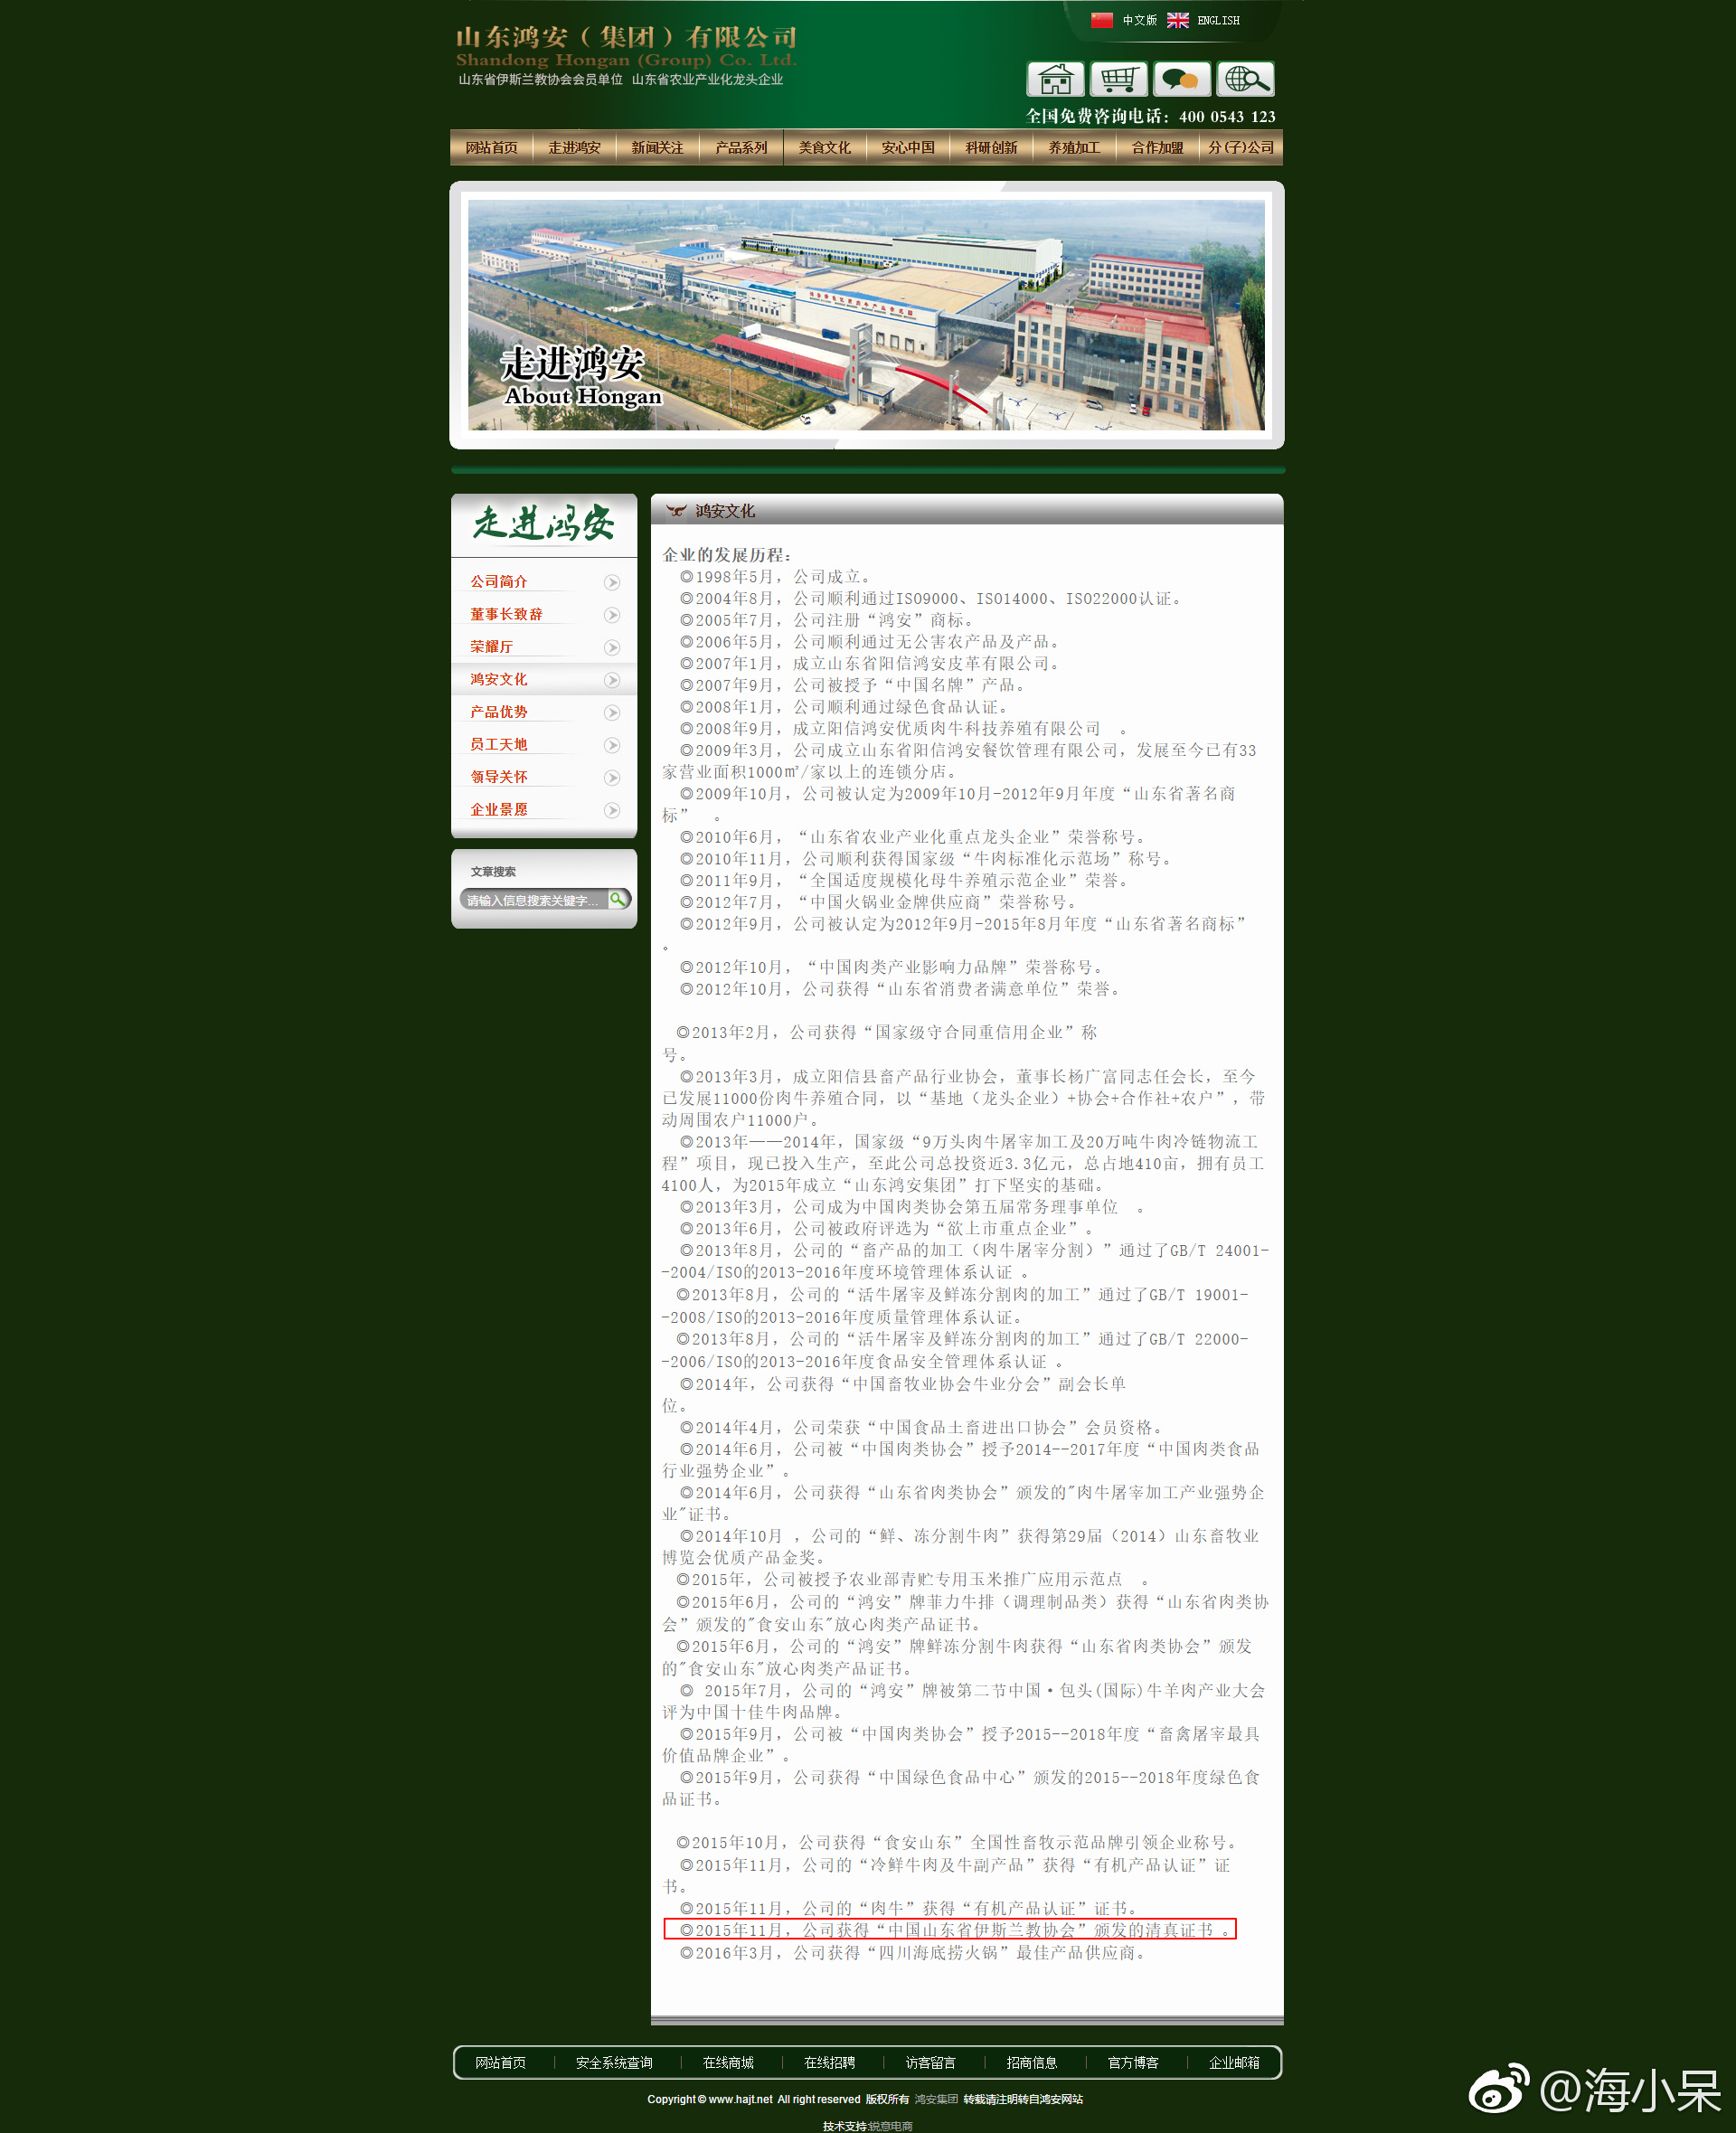 山东鸿安（集团）有限公司
Shandong Hongan (Group) Co. Ltd.
山东省伊斯兰教协会会员单位 山东省农业产业化龙头企业
中文版 ENGLISH
全国免费咨询电话：400 0543 123
网站首页 走进鸿安 新闻关注 产品系列 美食文化 安心中国 科研创新 养殖加工 合作加盟 分(子)公司
走进鸿安
About Hongan
走进鸿安
公司简介
董事长致辞
荣耀厅
鸿安文化
产品优势
员工天地
领导关怀
企业景愿
文章搜索
请输入信息搜索关键字...
鸿安文化
企业的发展历程：
◎1998年5月，公司成立。
◎2004年8月，公司顺利通过ISO9000、ISO14000、ISO22000认证。
◎2005年7月，公司注册“鸿安”商标。
◎2006年5月，公司顺利通过无公害农产品及产品。
◎2007年1月，成立山东省阳信鸿安皮革有限公司。
◎2007年9月，公司被授予“中国名牌”产品。
◎2008年1月，公司顺利通过绿色食品认证。
◎2008年9月，成立阳信鸿安优质肉牛科技养殖有限公司 。
◎2009年3月，公司成立山东省阳信鸿安餐饮管理有限公司，发展至今已有33
家营业面积1000㎡/家以上的连锁分店。
◎2009年10月，公司被认定为2009年10月-2012年9月年度“山东省著名商
标” 。
◎2010年6月，“山东省农业产业化重点龙头企业”荣誉称号。
◎2010年11月，公司顺利获得国家级“牛肉标准化示范场”称号。
◎2011年9月，“全国适度规模化母牛养殖示范企业”荣誉。
◎2012年7月，“中国火锅业金牌供应商”荣誉称号。
◎2012年9月，公司被认定为2012年9月-2015年8月年度“山东省著名商标”
。
◎2012年10月，“中国肉类产业影响力品牌”荣誉称号。
◎2012年10月，公司获得“山东省消费者满意单位”荣誉。
◎2013年2月，公司获得“国家级守合同重信用企业”称
号。
◎2013年3月，成立阳信县畜产品行业协会，董事长杨广富同志任会长，至今
已发展11000份肉牛养殖合同，以“基地（龙头企业）+协会+合作社+农户”，带
动周围农户11000户。
◎2013年——2014年，国家级“9万头肉牛屠宰加工及20万吨牛肉冷链物流工
程”项目，现已投入生产，至此公司总投资近3.3亿元，总占地410亩，拥有员工
4100人，为2015年成立“山东鸿安集团”打下坚实的基础。
◎2013年3月，公司成为中国肉类协会第五届常务理事单位 。
◎2013年6月，公司被政府评选为“欲上市重点企业”。
◎2013年8月，公司的“畜产品的加工（肉牛屠宰分割）”通过了GB/T 24001-
-2004/ISO的2013-2016年度环境管理体系认证 。
◎2013年8月，公司的“活牛屠宰及鲜冻分割肉的加工”通过了GB/T 19001-
-2008/ISO的2013-2016年度质量管理体系认证。
◎2013年8月，公司的“活牛屠宰及鲜冻分割肉的加工”通过了GB/T 22000-
-2006/ISO的2013-2016年度食品安全管理体系认证 。
◎2014年，公司获得“中国畜牧业协会牛业分会”副会长单
位。
◎2014年4月，公司荣获“中国食品土畜进出口协会”会员资格。
◎2014年6月，公司被“中国肉类协会”授予2014--2017年度“中国肉类食品
行业强势企业”。
◎2014年6月，公司获得“山东省肉类协会”颁发的"肉牛屠宰加工产业强势企
业"证书。
◎2014年10月 ，公司的“鲜、冻分割牛肉”获得第29届（2014）山东畜牧业
博览会优质产品金奖。
◎2015年，公司被授予农业部青贮专用玉米推广应用示范点 。
◎2015年6月，公司的“鸿安”牌菲力牛排（调理制品类）获得“山东省肉类协
会”颁发的"食安山东"放心肉类产品证书。
◎2015年6月，公司的“鸿安”牌鲜冻分割牛肉获得“山东省肉类协会”颁发
的"食安山东"放心肉类产品证书。
◎ 2015年7月，公司的“鸿安”牌被第二节中国·包头(国际)牛羊肉产业大会
评为中国十佳牛肉品牌。
◎2015年9月，公司被“中国肉类协会”授予2015--2018年度“畜禽屠宰最具
价值品牌企业”。
◎2015年9月，公司获得“中国绿色食品中心”颁发的2015--2018年度绿色食
品证书。
◎2015年10月，公司获得“食安山东”全国性畜牧示范品牌引领企业称号。
◎2015年11月，公司的“冷鲜牛肉及牛副产品”获得“有机产品认证”证
书。
◎2015年11月，公司的“肉牛”获得“有机产品认证”证书。
◎2015年11月，公司获得“中国山东省伊斯兰教协会”颁发的清真证书 。
◎2016年3月，公司获得“四川海底捞火锅”最佳产品供应商。
网站首页 | 安全系统查询 | 在线商城 | 在线招聘 | 访客留言 | 招商信息 | 官方博客 | 企业邮箱
Copyright © www.hajt.net All right reserved 版权所有 鸿安集团 转载请注明转自鸿安网站
技术支持:锐意电商
@海小呆